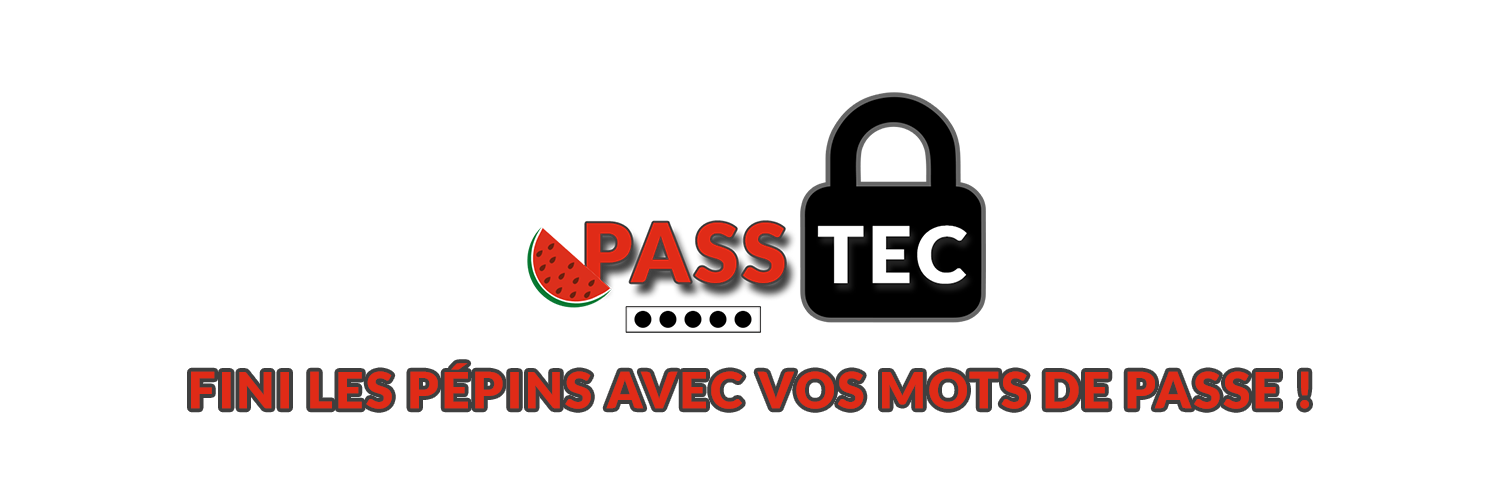 PASS TEC
FINI LES PÉPINS AVEC VOS MOTS DE PASSE !